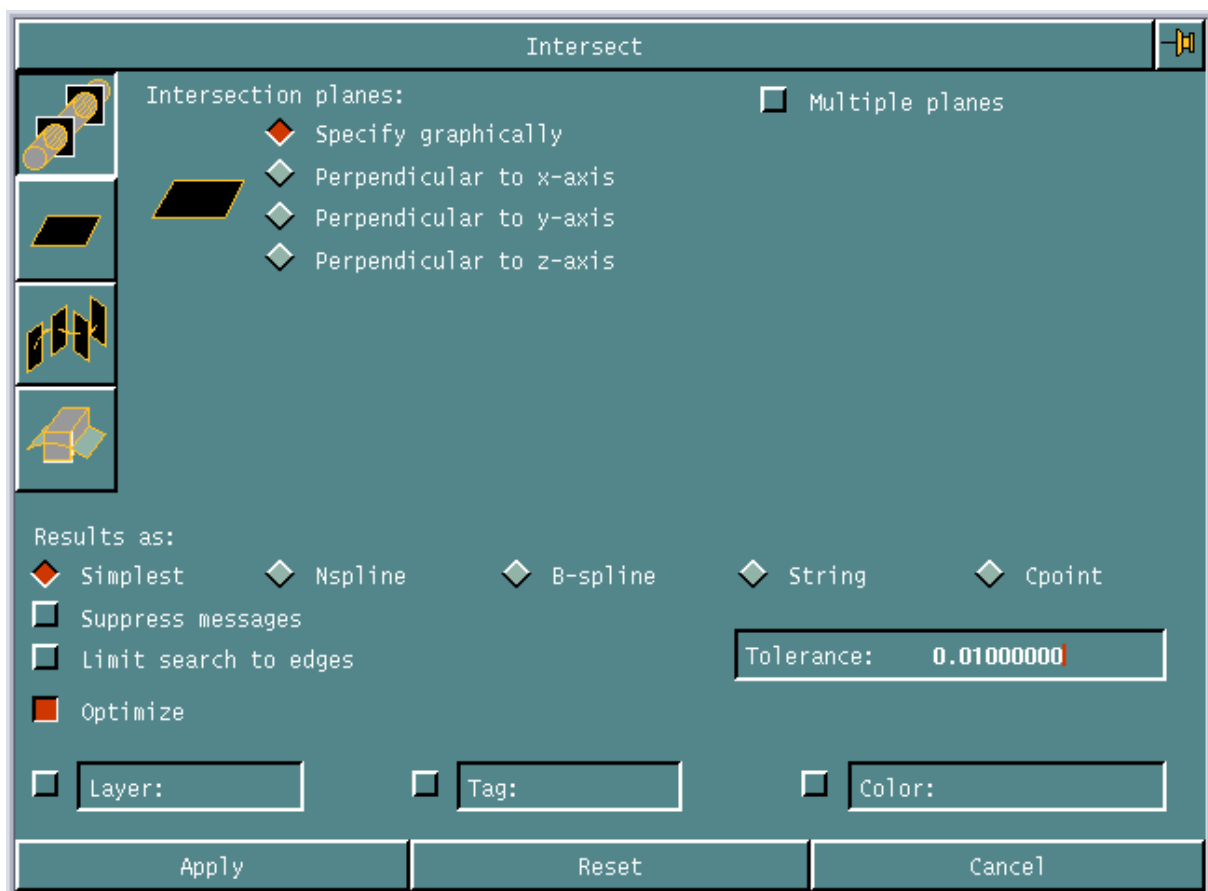 Intersect
Intersection planes:
Multiple planes
Specify graphically
Perpendicular to x-axis
Perpendicular to y-axis
Perpendicular to z-axis
Results as:
Simplest Nspline B-spline String Cpoint
Suppress messages
Limit search to edges
Tolerance: 0.01000000
Optimize
Layer: Tag: Color:
Apply Reset Cancel